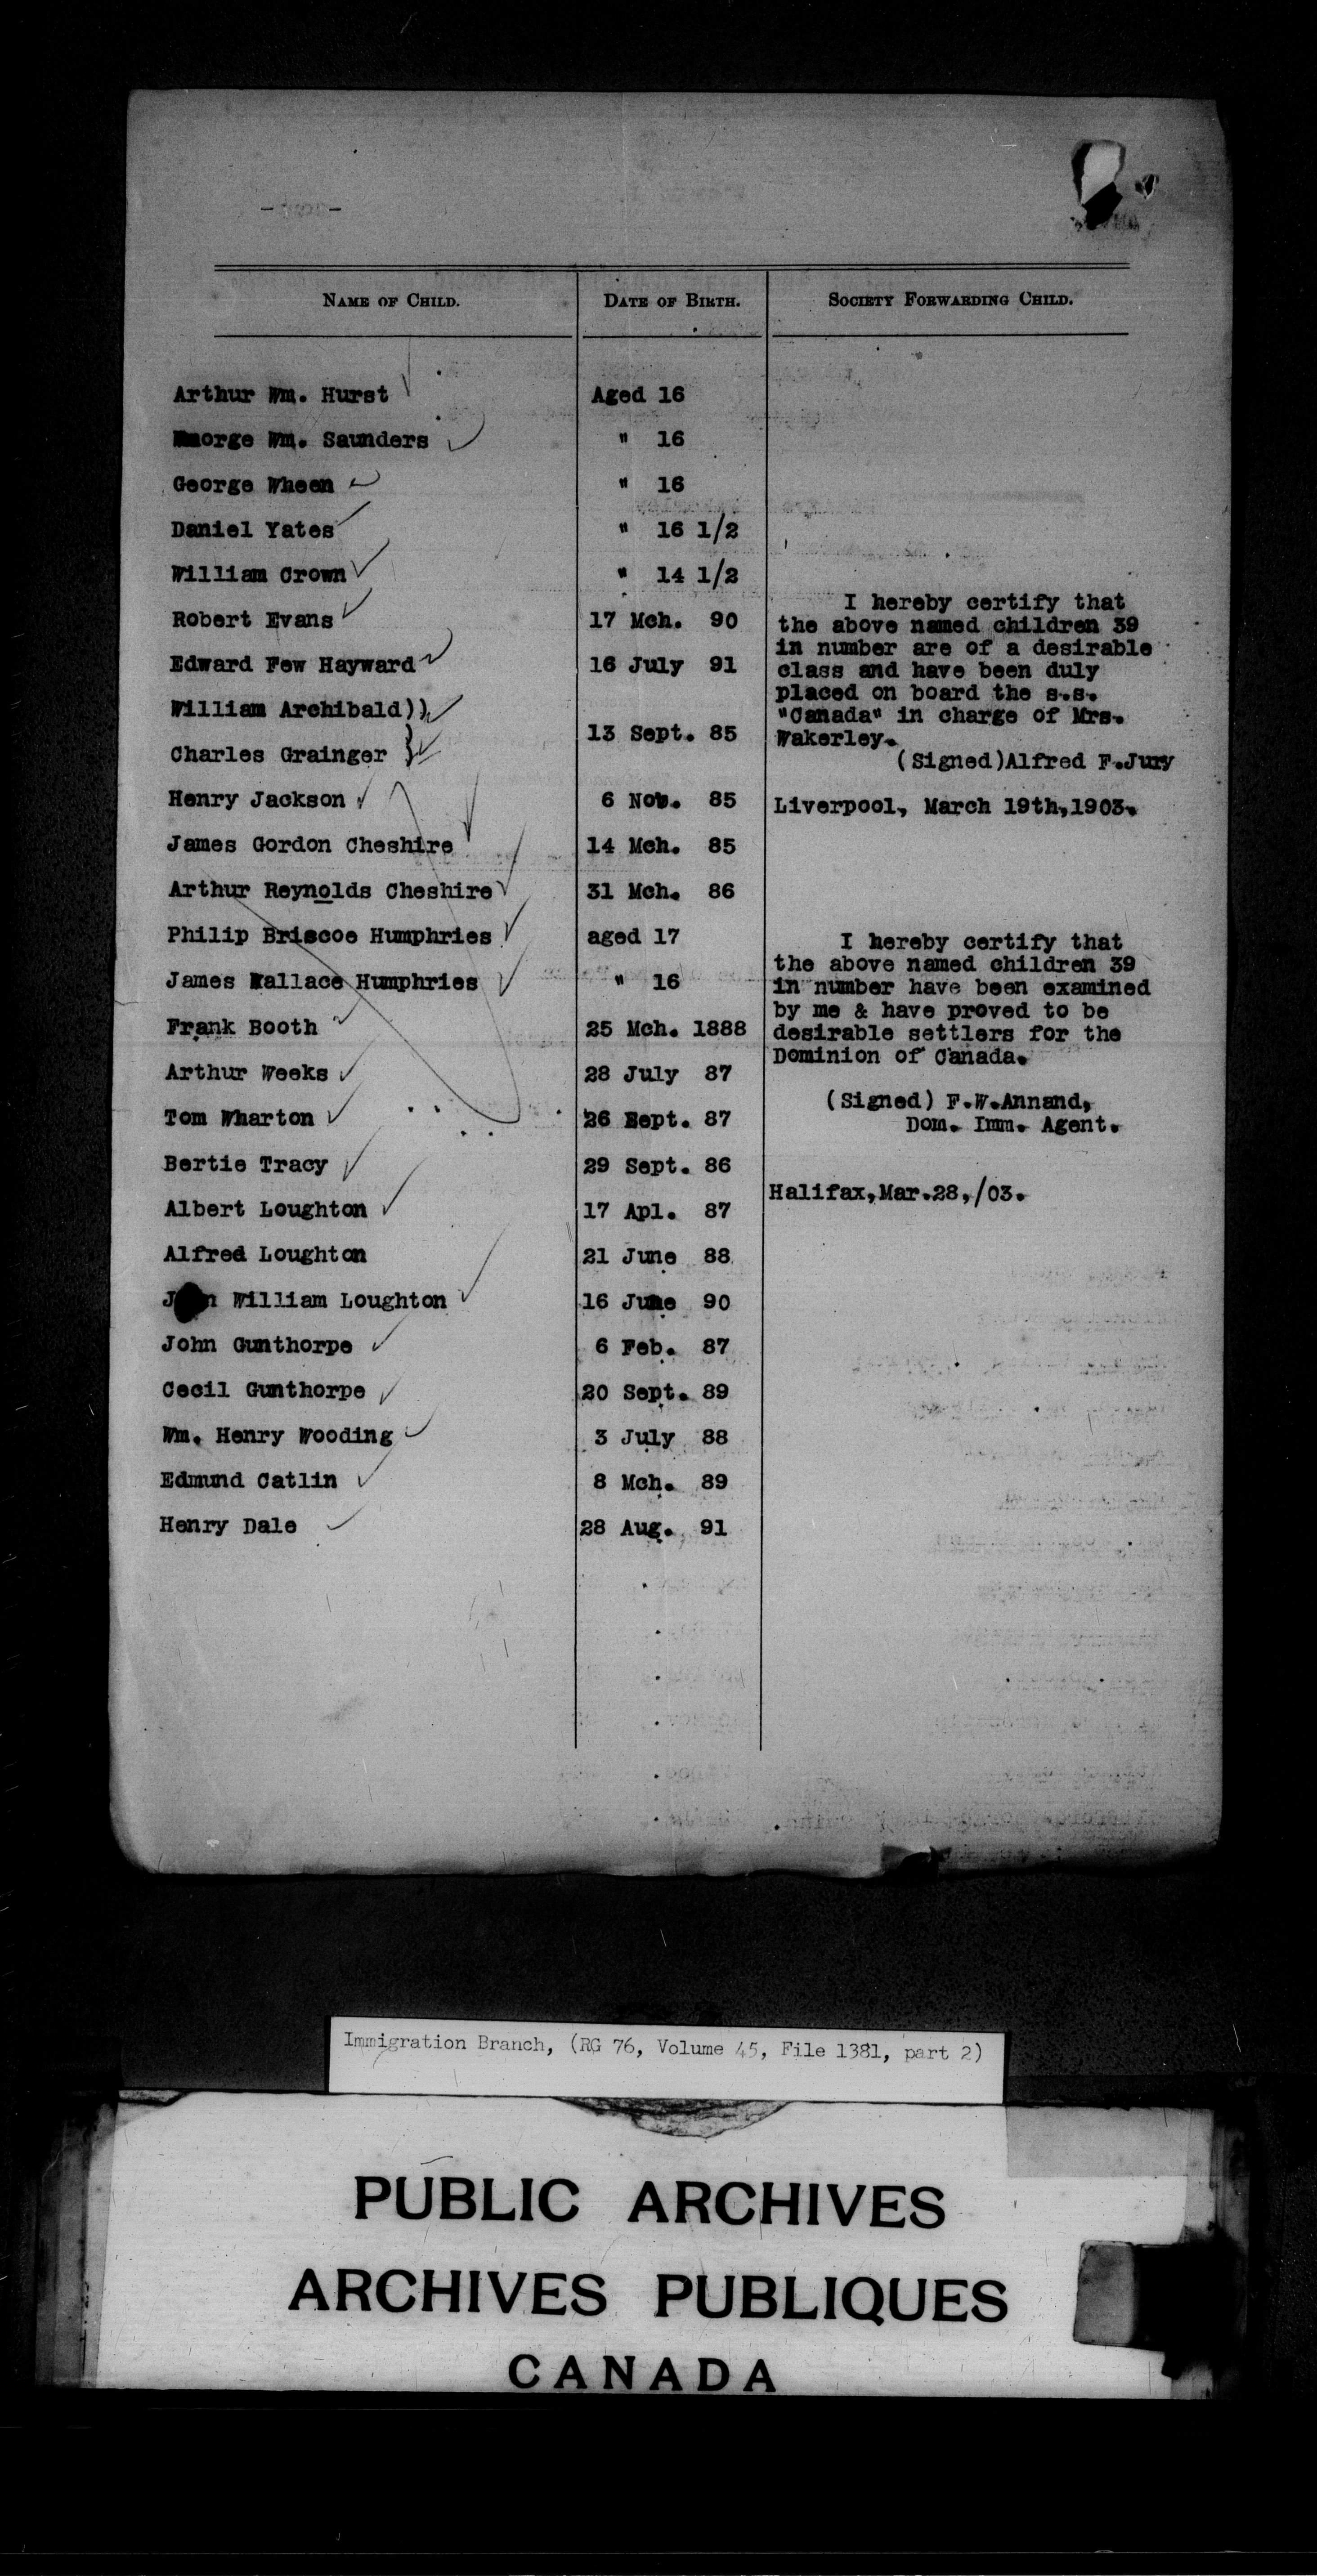 NAME OF CHILD. DATE OF BIRTH. SOCIETY FORWARDING CHILD.
Arthur Wm. Hurst Aged 16
George Wm. Saunders " 16
George Wheen " 16
Daniel Yates " 16 1/2
William Crown " 14 1/2
Robert Evans 17 Mch. 90
Edward Few Hayward 16 July 91
William Archibald))
Charles Grainger } 13 Sept. 85
Henry Jackson 6 Nov. 85
James Gordon Cheshire 14 Mch. 85
Arthur Reynolds Cheshire 31 Mch. 86
Philip Briscoe Humphries aged 17
James Wallace Humphries " 16
Frank Booth 25 Mch. 1888
Arthur Weeks 28 July 87
Tom Wharton 26 Sept. 87
Bertie Tracy 29 Sept. 86
Albert Loughton 17 Apl. 87
Alfred Loughton 21 June 88
William Loughton 16 June 90
John Gunthorpe 6 Feb. 87
Cecil Gunthorpe 20 Sept. 89
Wm. Henry Wooding 3 July 88
Edmund Catlin 8 Mch. 89
Henry Dale 28 Aug. 91
I hereby certify that
the above named children 39
in number are of a desirable
class and have been duly
placed on board the s.s.
"Canada" in charge of Mrs.
Wakerley.
(Signed)Alfred F.Jury
Liverpool, March 19th,1903.
I hereby certify that
the above named children 39
in number have been examined
by me & have proved to be
desirable settlers for the
Dominion of Canada.
(Signed) F.W.Annand,
Dom. Imm. Agent.
Halifax,Mar.28,/03.
Immigration Branch, (RG 76, Volume 45, File 1381, part 2)
PUBLIC ARCHIVES
ARCHIVES PUBLIQUES
CANADA